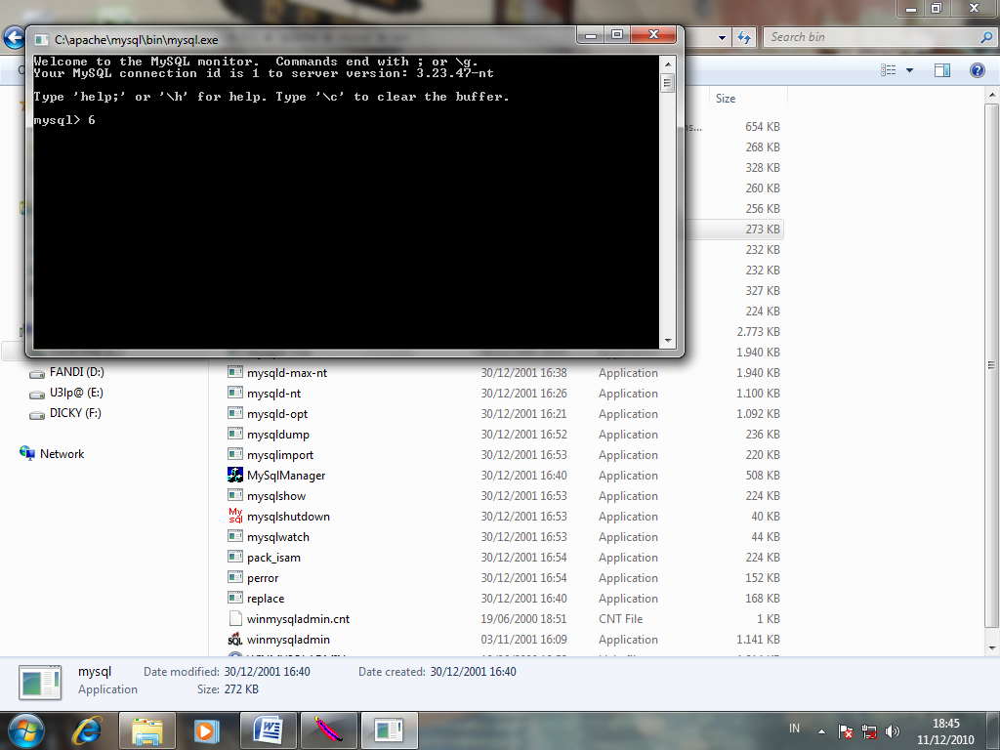 C:\apache\mysql\bin\mysql.exe
Welcome to the MySQL monitor.  Commands end with ; or \g.
Your MySQL connection id is 1 to server version: 3.23.47-nt
Type 'help;' or '\h' for help. Type '\c' to clear the buffer.
mysql> 6
Search bin
Size
654 KB
268 KB
328 KB
260 KB
256 KB
273 KB
232 KB
232 KB
327 KB
224 KB
2.773 KB
1.940 KB
FANDI (D:)
U3lp@ (E:)
DICKY (F:)
Network
mysqld-max-nt 30/12/2001 16:38 Application 1.940 KB
mysqld-nt 30/12/2001 16:26 Application 1.100 KB
mysqld-opt 30/12/2001 16:21 Application 1.092 KB
mysqldump 30/12/2001 16:52 Application 236 KB
mysqlimport 30/12/2001 16:53 Application 220 KB
MySqlManager 30/12/2001 16:40 Application 508 KB
mysqlshow 30/12/2001 16:53 Application 224 KB
mysqlshutdown 30/12/2001 16:53 Application 40 KB
mysqlwatch 30/12/2001 16:53 Application 44 KB
pack_isam 30/12/2001 16:54 Application 224 KB
perror 30/12/2001 16:54 Application 152 KB
replace 30/12/2001 16:40 Application 168 KB
winmysqladmin.cnt 19/06/2000 18:51 CNT File 1 KB
winmysqladmin 03/11/2001 16:09 Application 1.141 KB
mysql Date modified: 30/12/2001 16:40 Date created: 30/12/2001 16:40
Application Size: 272 KB
IN
18:45
11/12/2010